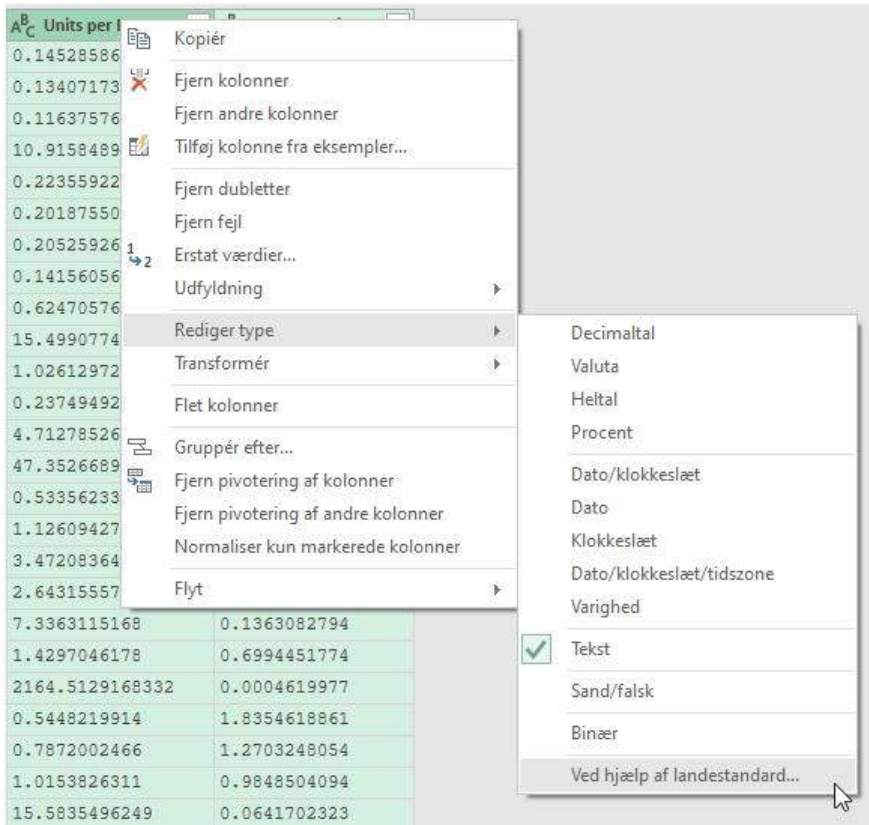 ABC Units per
Kopiér
0.14528586
Fjern kolonner
0.13407173
Fjern andre kolonner
0.11637576
Tilføj kolonne fra eksempler...
10.9158489
Fjern dubletter
0.22355922
Fjern fejl
0.20187550
Erstat værdier...
0.20525926
Udfyldning
0.14156056
0.62470576
Rediger type
15.4990774
Transformér
1.02612972
Flet kolonner
0.23749492
Gruppér efter...
4.71278526
Fjern pivotering af kolonner
47.3526689
Fjern pivotering af andre kolonner
0.53356233
Normaliser kun markerede kolonner
1.12609427
3.47208364
Flyt
2.64315557
7.3363115168 0.1363082794
1.4297046178 0.6994451774
2164.5129168332 0.0004619977
0.5448219914 1.8354618861
0.7872002466 1.2703248054
1.0153826311 0.9848504094
15.5835496249 0.0641702323
Decimaltal
Valuta
Heltal
Procent
Dato/klokkeslæt
Dato
Klokkeslæt
Dato/klokkeslæt/tidszone
Varighed
Tekst
Sand/falsk
Binær
Ved hjælp af landestandard...